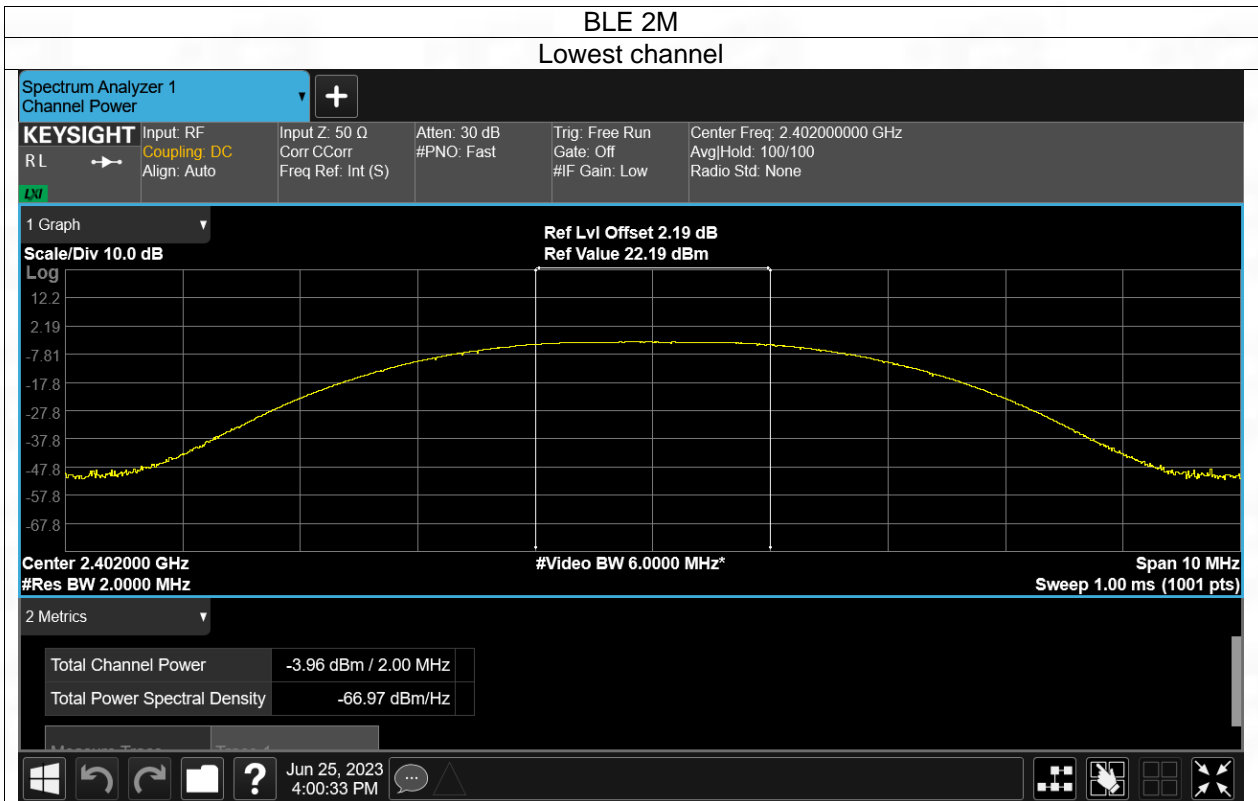 BLE 2M
Lowest channel
Spectrum Analyzer 1
Channel Power
KEYSIGHT
R L
LXI
Input: RF
Coupling: DC
Align: Auto
Input Z: 50 Ω
Corr CCorr
Freq Ref: Int (S)
Atten: 30 dB
#PNO: Fast
Trig: Free Run
Gate: Off
#IF Gain: Low
Center Freq: 2.402000000 GHz
Avg|Hold: 100/100
Radio Std: None
1 Graph
Scale/Div 10.0 dB
Ref Lvl Offset 2.19 dB
Ref Value 22.19 dBm
Log
12.2
2.19
-7.81
-17.8
-27.8
-37.8
-47.8
-57.8
-67.8
Center 2.402000 GHz
#Res BW 2.0000 MHz
#Video BW 6.0000 MHz*
Span 10 MHz
Sweep 1.00 ms (1001 pts)
2 Metrics
Total Channel Power -3.96 dBm / 2.00 MHz
Total Power Spectral Density -66.97 dBm/Hz
Measure Trace Trace 1
?
Jun 25, 2023
4:00:33 PM